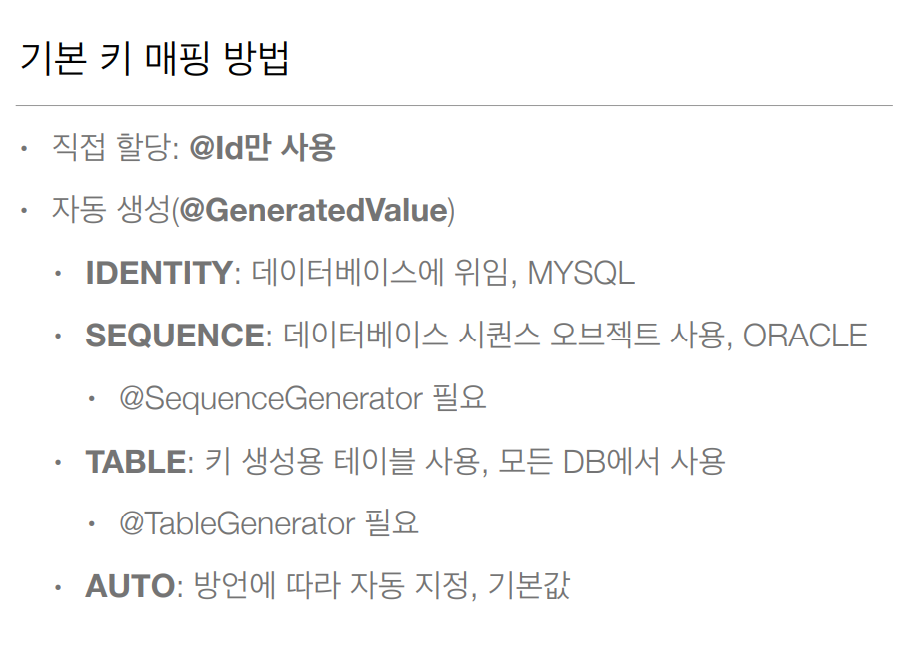 기본 키 매핑 방법
• 직접 할당: @Id만 사용
• 자동 생성(@GeneratedValue)
• IDENTITY: 데이터베이스에 위임, MYSQL
• SEQUENCE: 데이터베이스 시퀀스 오브젝트 사용, ORACLE
• @SequenceGenerator 필요
• TABLE: 키 생성용 테이블 사용, 모든 DB에서 사용
• @TableGenerator 필요
• AUTO: 방언에 따라 자동 지정, 기본값